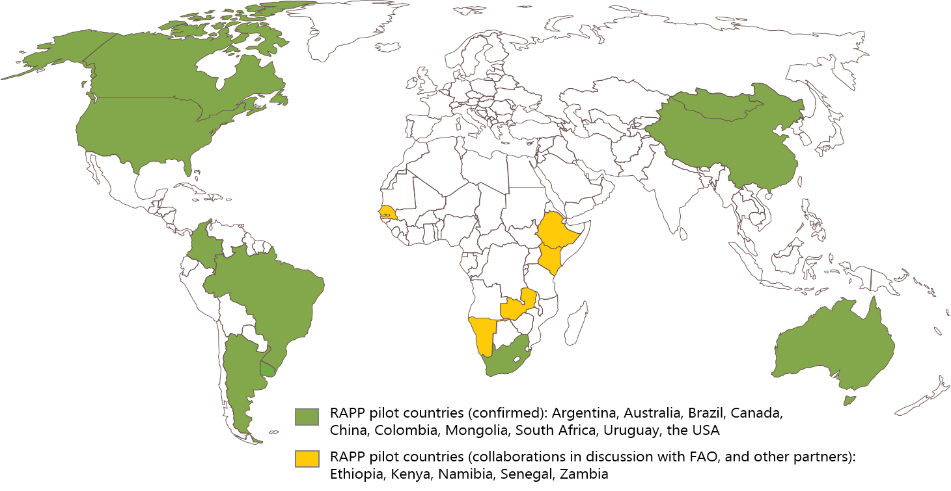 RAPP pilot countries (confirmed): Argentina, Australia, Brazil, Canada,
China, Colombia, Mongolia, South Africa, Uruguay, the USA
RAPP pilot countries (collaborations in discussion with FAO, and other partners):
Ethiopia, Kenya, Namibia, Senegal, Zambia